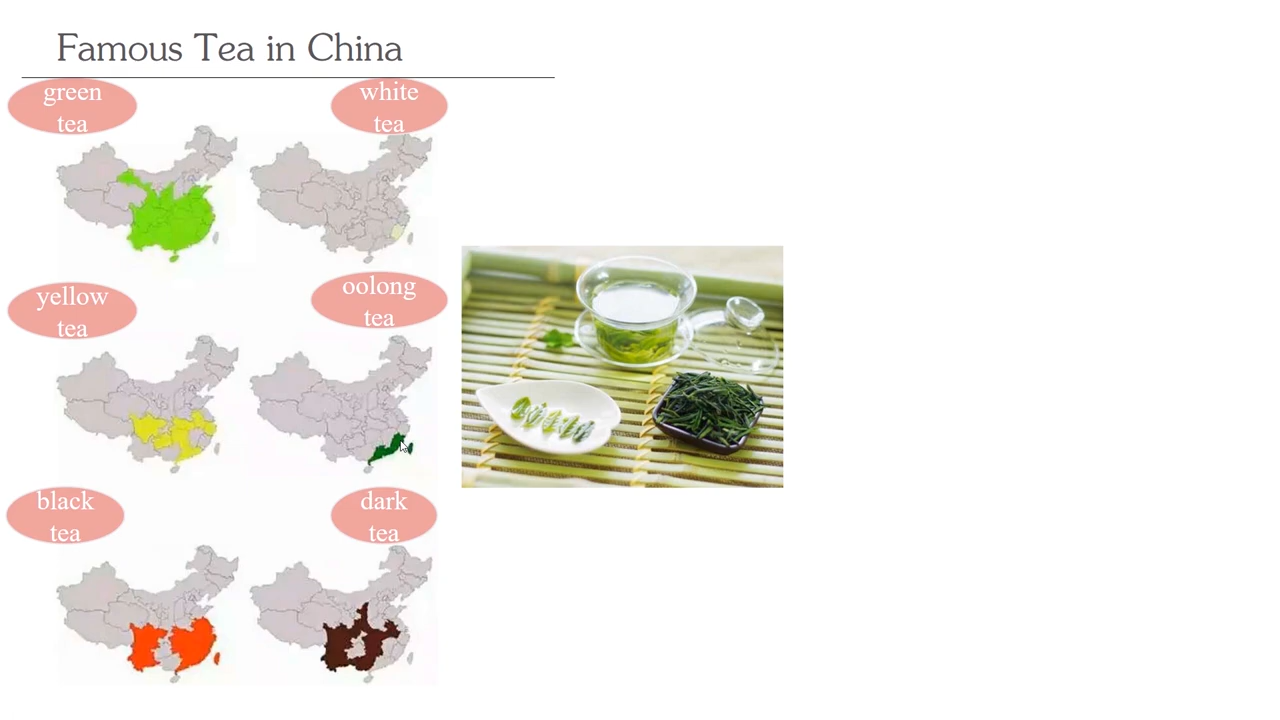 Famous Tea in China
green
tea
white
tea
yellow
tea
oolong
tea
black
tea
dark
tea